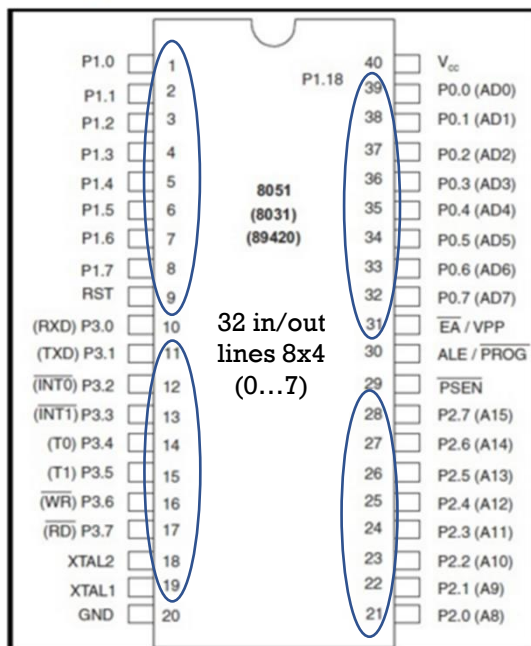 P1.0 1
P1.1 2
P1.2 3
P1.3 4
P1.4 5
P1.5 6
P1.6 7
P1.7 8
RST 9
(RXD) P3.0 10
(TXD) P3.1 11
(INT0) P3.2 12
(INT1) P3.3 13
(T0) P3.4 14
(T1) P3.5 15
(WR) P3.6 16
(RD) P3.7 17
XTAL2 18
XTAL1 19
GND 20
P1.18
8051
(8031)
(89420)
32 in/out
lines 8x4
(0...7)
40 Vcc
39 P0.0 (AD0)
38 P0.1 (AD1)
37 P0.2 (AD2)
36 P0.3 (AD3)
35 P0.4 (AD4)
34 P0.5 (AD5)
33 P0.6 (AD6)
32 P0.7 (AD7)
31 EA / VPP
30 ALE / PROG
29 PSEN
28 P2.7 (A15)
27 P2.6 (A14)
26 P2.5 (A13)
25 P2.4 (A12)
24 P2.3 (A11)
23 P2.2 (A10)
22 P2.1 (A9)
21 P2.0 (A8)